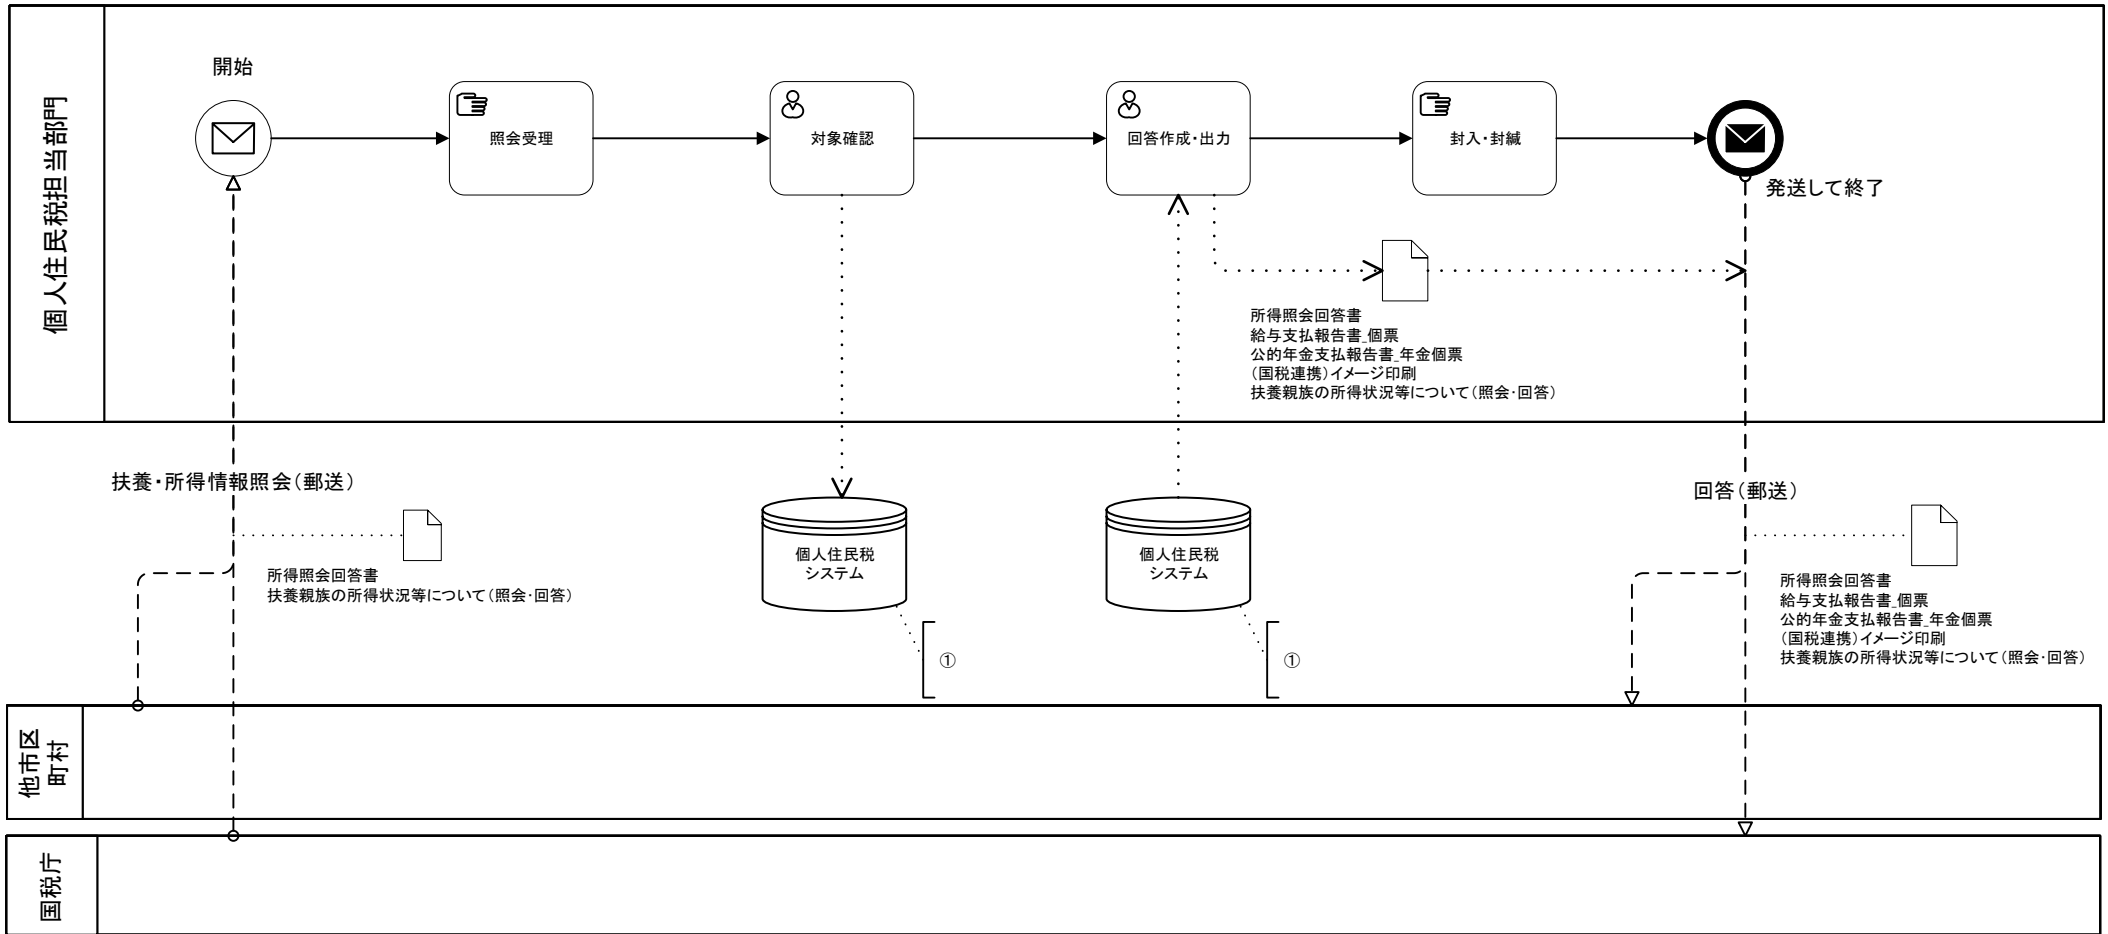 個人住民税担当部門
開始
照会受理
対象確認
回答作成・出力
封入・封緘
発送して終了
所得照会回答書
給与支払報告書_個票
公的年金支払報告書_年金個票
(国税連携)イメージ印刷
扶養親族の所得状況等について(照会・回答)
扶養・所得情報照会(郵送)
所得照会回答書
扶養親族の所得状況等について(照会・回答)
個人住民税
システム
①
個人住民税
システム
①
回答(郵送)
所得照会回答書
給与支払報告書_個票
公的年金支払報告書_年金個票
(国税連携)イメージ印刷
扶養親族の所得状況等について(照会・回答)
他市区
町村
国税庁